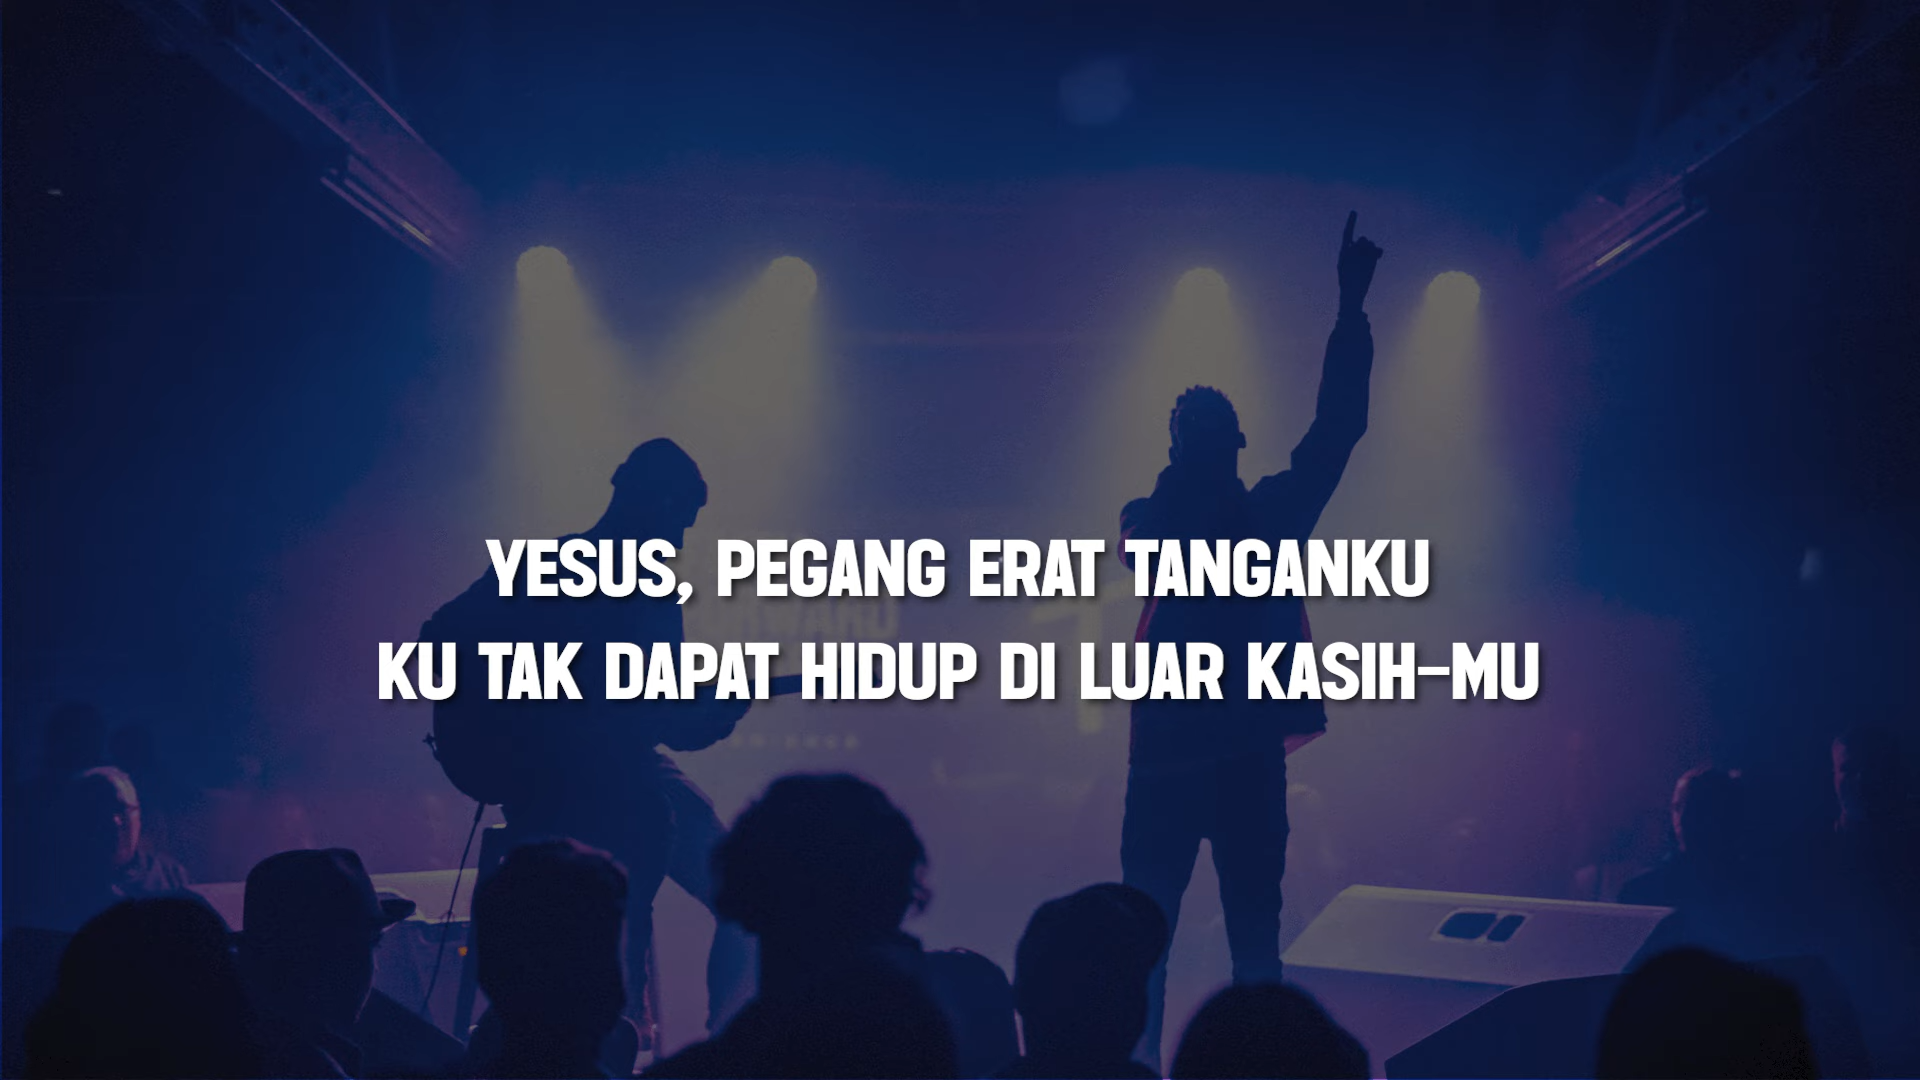 YESUS, PEGANG ERAT TANGANKU
KU TAK DAPAT HIDUP DI LUAR KASIH-MU